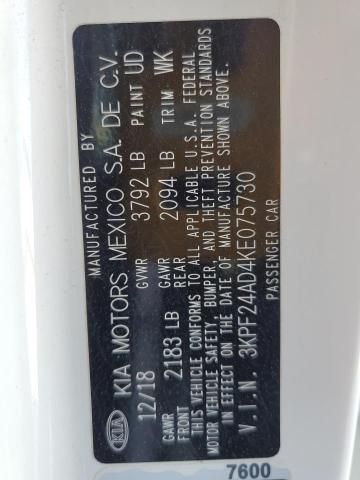 MANUFACTURED BY
KIA KIA MOTORS MEXICO S.A. DE C.V.
12/18 GVWR 3792 LB PAINT UD
GAWR FRONT 2183 LB GAWR REAR 2094 LB TRIM WK
THIS VEHICLE CONFORMS TO ALL APPLICABLE U.S.A. FEDERAL
MOTOR VEHICLE SAFETY, BUMPER, AND THEFT PREVENTION STANDARDS
IN EFFECT ON THE DATE OF MANUFACTURE SHOWN ABOVE.
V.I.N. 3KPF24AD4KE075730
PASSENGER CAR
7600